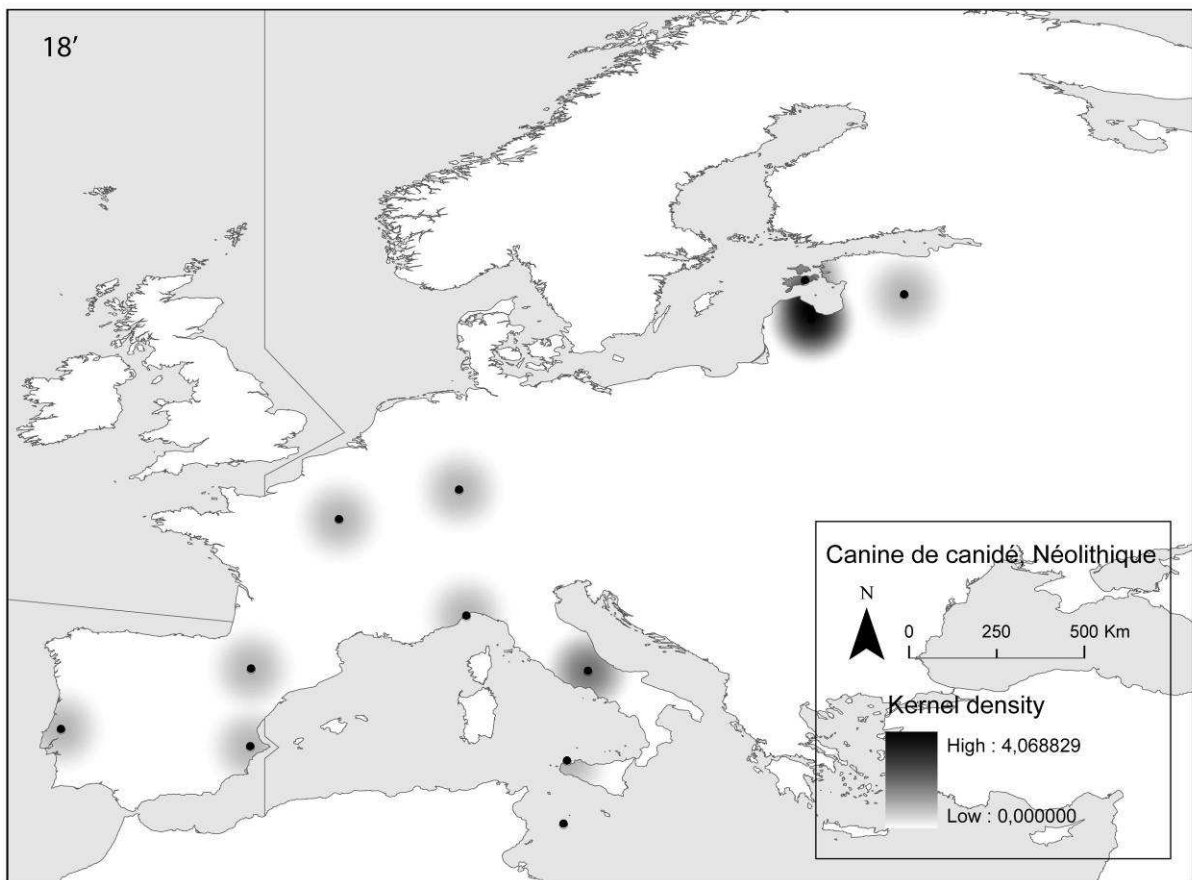 18’
Canine de canidé, Néolithique
N
0 250 500 Km
Kernel density
High : 4,068829
Low : 0,000000